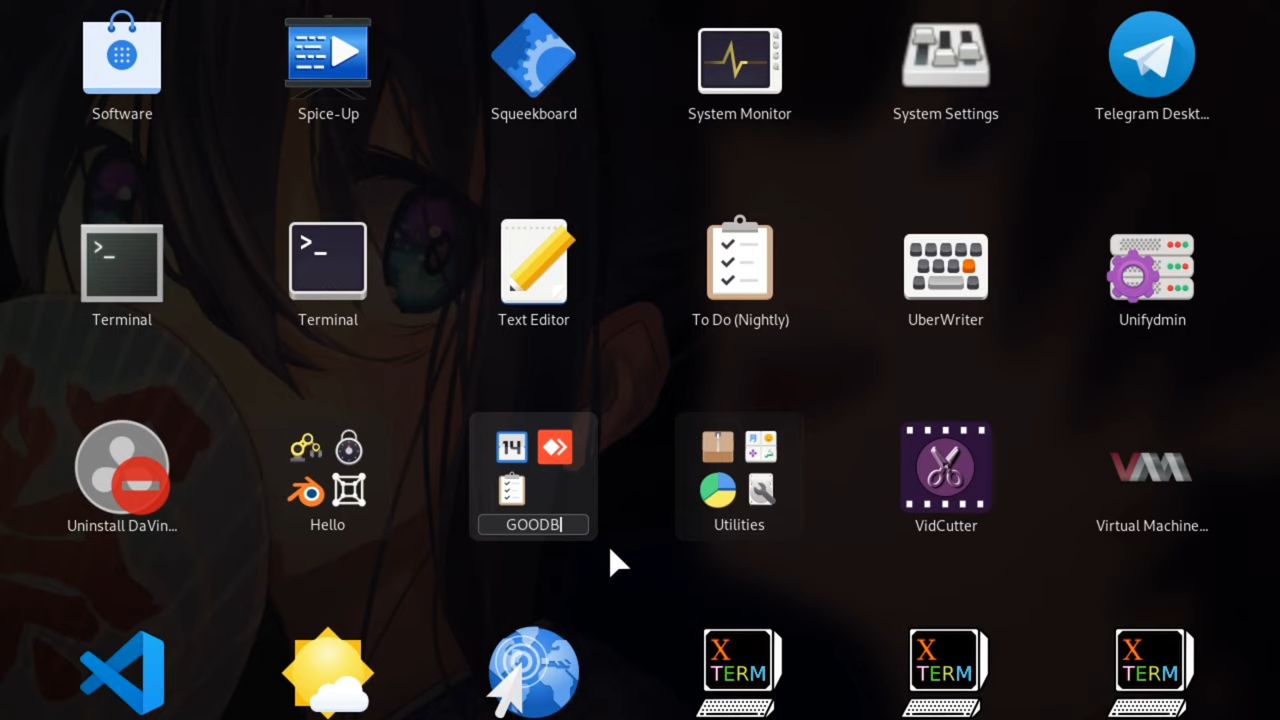 Software
Spice-Up
Squeekboard
System Monitor
System Settings
Telegram Deskt...
>_
>_
Terminal
Terminal
Text Editor
To Do (Nightly)
UberWriter
Unifydmin
14
VM
Uninstall DaVin...
Hello
GOODB
Utilities
VidCutter
Virtual Machine...
X TERM
X TERM
X TERM